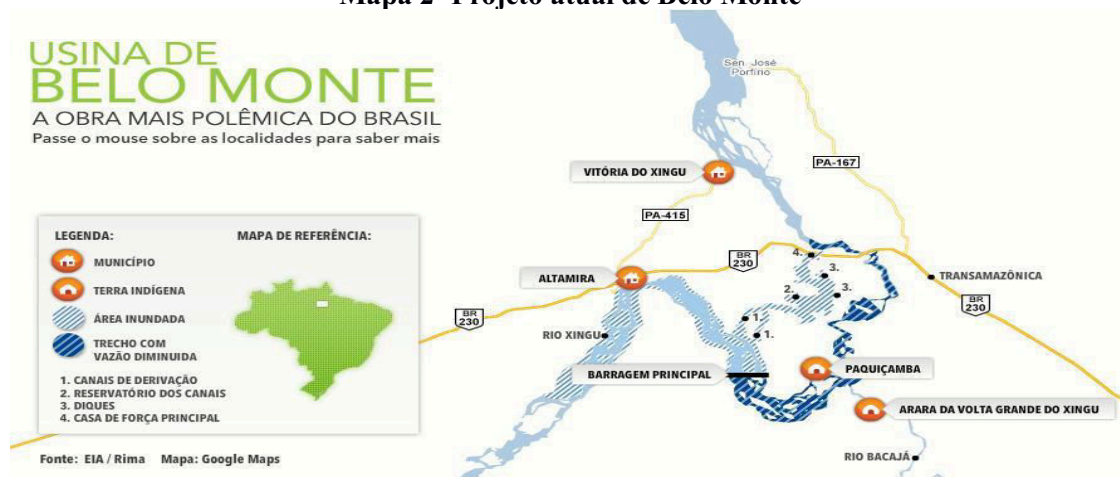 Mapa 2- Projeto atual de Belo Monte
USINA DE
BELO MONTE
A OBRA MAIS POLÊMICA DO BRASIL
Passe o mouse sobre as localidades para saber mais
Sen. José
Porfírio
PA-167
VITÓRIA DO XINGU
PA-415
LEGENDA:
MUNICÍPIO
TERRA INDÍGENA
ÁREA INUNDADA
TRECHO COM
VAZÃO DIMINUIDA
1. CANAIS DE DERIVAÇÃO
2. RESERVATÓRIO DOS CANAIS
3. DIQUES
4. CASA DE FORÇA PRINCIPAL
MAPA DE REFERÊNCIA:
ALTAMIRA
BR
230
BR
230
BR
230
4.
3.
3.
2.
1.
1.
TRANSAMAZÔNICA
RIO XINGU
BARRAGEM PRINCIPAL
PAQUIÇAMBA
ARARA DA VOLTA GRANDE DO XINGU
RIO BACAJÁ
Fonte: EIA / Rima Mapa: Google Maps